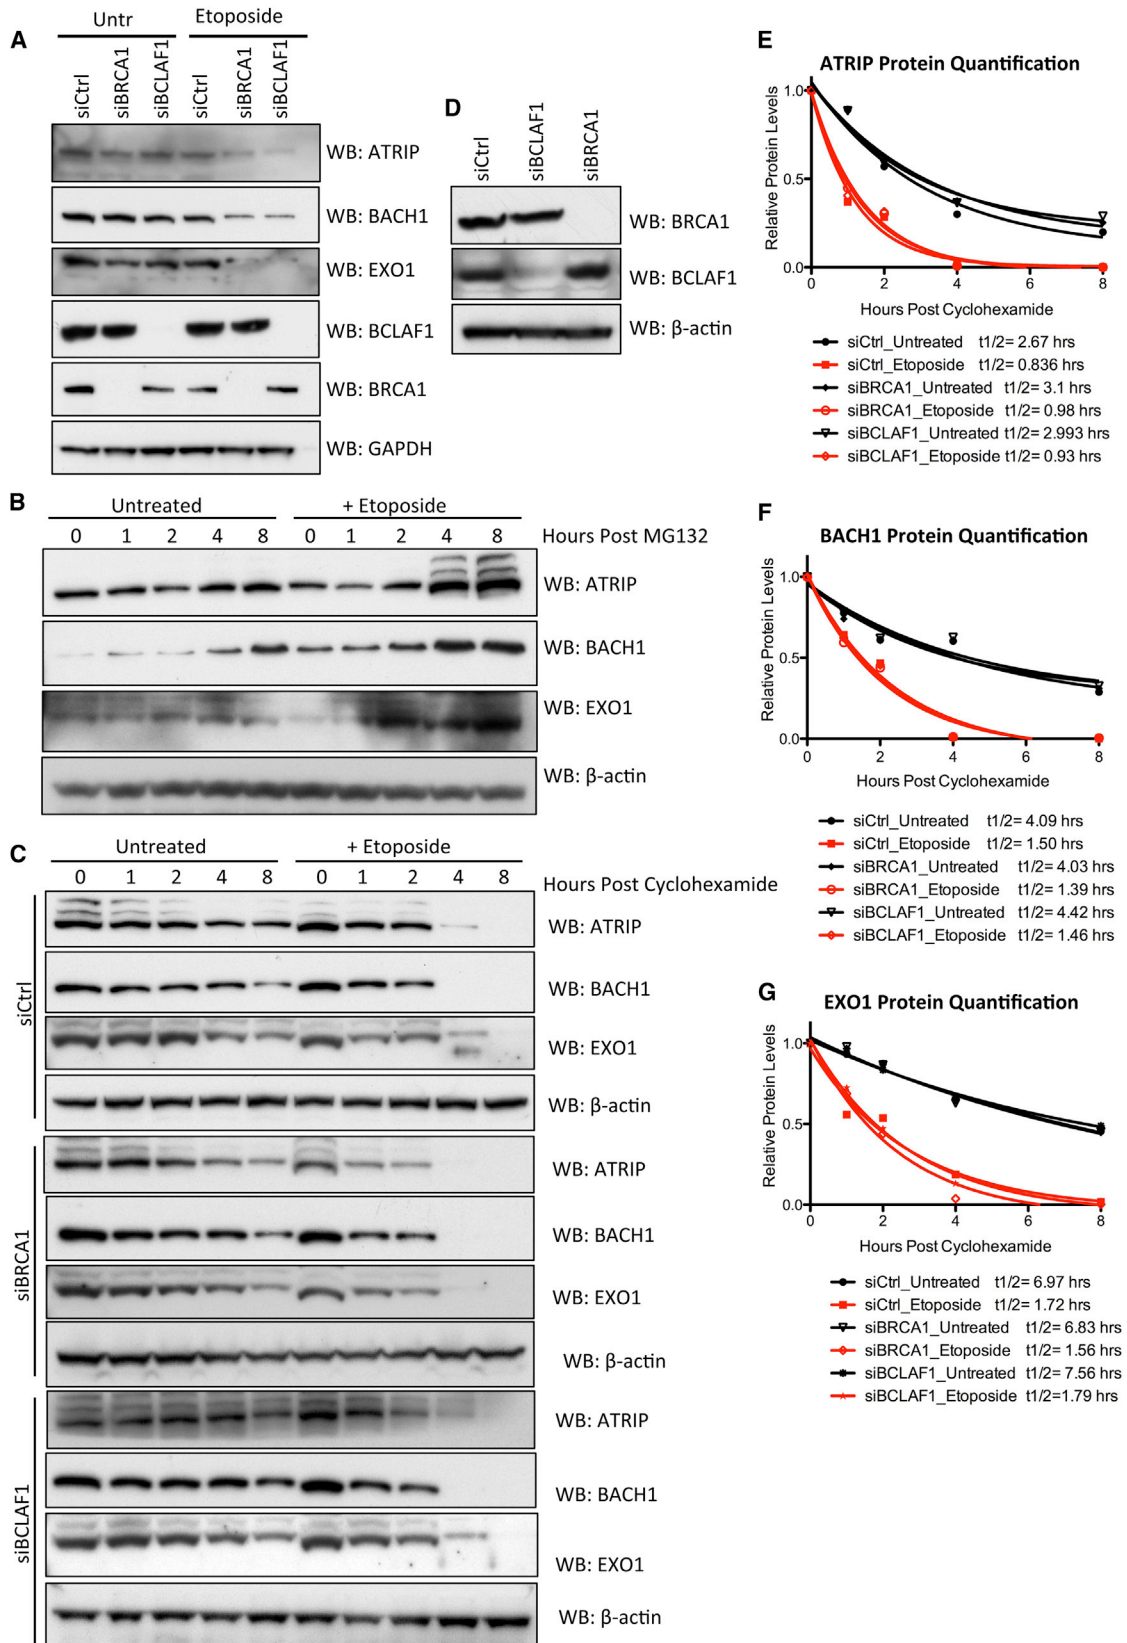 A
Untr Etoposide
siCtrl siBRCA1 siBCLAF1 siCtrl siBRCA1 siBCLAF1
WB: ATRIP
WB: BACH1
WB: EXO1
WB: BCLAF1
WB: BRCA1
WB: GAPDH
D
siCtrl siBCLAF1 siBRCA1
WB: BRCA1
WB: BCLAF1
WB: β-actin
B
Untreated + Etoposide
0 1 2 4 8 0 1 2 4 8 Hours Post MG132
WB: ATRIP
WB: BACH1
WB: EXO1
WB: β-actin
C
Untreated + Etoposide
0 1 2 4 8 0 1 2 4 8 Hours Post Cyclohexamide
siCtrl
WB: ATRIP
WB: BACH1
WB: EXO1
WB: β-actin
siBRCA1
WB: ATRIP
WB: BACH1
WB: EXO1
WB: β-actin
siBCLAF1
WB: ATRIP
WB: BACH1
WB: EXO1
WB: β-actin
E
ATRIP Protein Quantification
Relative Protein Levels
1.0
0.5
0.0
0 2 4 6 8
Hours Post Cyclohexamide
siCtrl_Untreated t1/2= 2.67 hrs
siCtrl_Etoposide t1/2= 0.836 hrs
siBRCA1_Untreated t1/2= 3.1 hrs
siBRCA1_Etoposide t1/2= 0.98 hrs
siBCLAF1_Untreated t1/2= 2.993 hrs
siBCLAF1_Etoposide t1/2= 0.93 hrs
F
BACH1 Protein Quantification
Relative Protein Levels
1.0
0.5
0.0
0 2 4 6 8
Hours Post Cyclohexamide
siCtrl_Untreated t1/2= 4.09 hrs
siCtrl_Etoposide t1/2= 1.50 hrs
siBRCA1_Untreated t1/2= 4.03 hrs
siBRCA1_Etoposide t1/2= 1.39 hrs
siBCLAF1_Untreated t1/2= 4.42 hrs
siBCLAF1_Etoposide t1/2= 1.46 hrs
G
EXO1 Protein Quantification
Relative Protein Levels
1.0
0.5
0.0
0 2 4 6 8
Hours Post Cyclohexamide
siCtrl_Untreated t1/2= 6.97 hrs
siCtrl_Etoposide t1/2= 1.72 hrs
siBRCA1_Untreated t1/2= 6.83 hrs
siBRCA1_Etoposide t1/2= 1.56 hrs
siBCLAF1_Untreated t1/2= 7.56 hrs
siBCLAF1_Etoposide t1/2=1.79 hrs